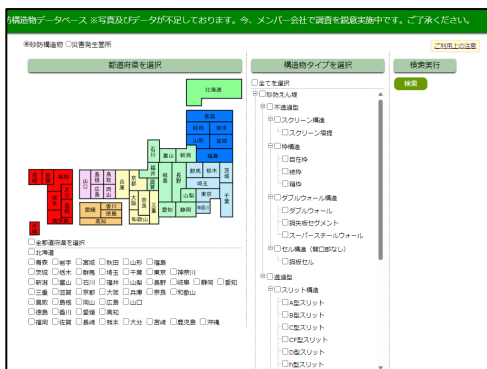 構造物データベース ※写真及びデータが不足しております。今、メンバー会社で調査を鋭意実施中です。ご了承ください。
砂防構造物 災害発生箇所
ご利用上の注意
都道府県を選択
北海道
青森
秋田 岩手
山形 宮城
福島
石川 富山 新潟
福井 岐阜 長野
群馬 栃木 茨城
埼玉
山梨 東京 千葉
愛知 静岡 神奈川
京都 滋賀
兵庫 大阪 奈良 三重
和歌山
島根 鳥取
山口 広島 岡山
愛媛 香川
徳島
高知
福岡
全都道府県を選択
北海道
青森 岩手 宮城 秋田 山形 福島
茨城 栃木 群馬 埼玉 千葉 東京 神奈川
新潟 富山 石川 福井 山梨 長野 岐阜 静岡 愛知
三重 滋賀 京都 大阪 兵庫 奈良 和歌山
鳥取 島根 岡山 広島 山口
徳島 香川 愛媛 高知
福岡 佐賀 長崎 熊本 大分 宮崎 鹿児島 沖縄
構造物タイプを選択
全てを選択
砂防えん堤
不透過型
スクリーン構造
スクリーン堰堤
枠構造
自在枠
続枠
箱枠
ダブルウォール構造
ダブルウォール
鋼矢板セグメント
スーパースチールウォール
セル構造（開口部なし）
鋼板セル
透過型
スリット構造
A型スリット
B型スリット
C型スリット
CF型スリット
D型スリット
h型スリット
検索実行
検索